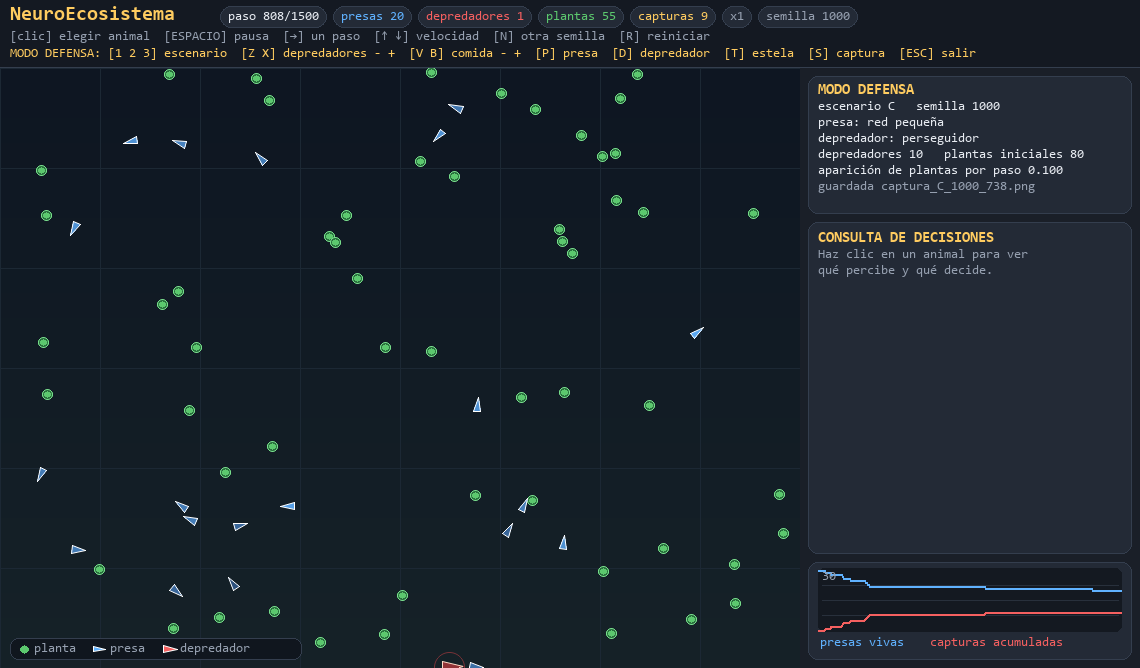 NeuroEcosistema   paso 808/1500   presas 20   depredadores 1   plantas 55   capturas 9   x1   semilla 1000
[clic] elegir animal  [ESPACIO] pausa  [→] un paso  [↑ ↓] velocidad  [N] otra semilla  [R] reiniciar
MODO DEFENSA: [1 2 3] escenario  [Z X] depredadores - +  [V B] comida - +  [P] presa  [D] depredador  [T] estela  [S] captura  [ESC] salir
MODO DEFENSA
escenario C   semilla 1000
presa: red pequeña
depredador: perseguidor
depredadores 10   plantas iniciales 80
aparición de plantas por paso 0.100
guardada captura_C_1000_738.png
CONSULTA DE DECISIONES
Haz clic en un animal para ver
qué percibe y qué decide.
30
presas vivas   capturas acumuladas
planta   presa   depredador